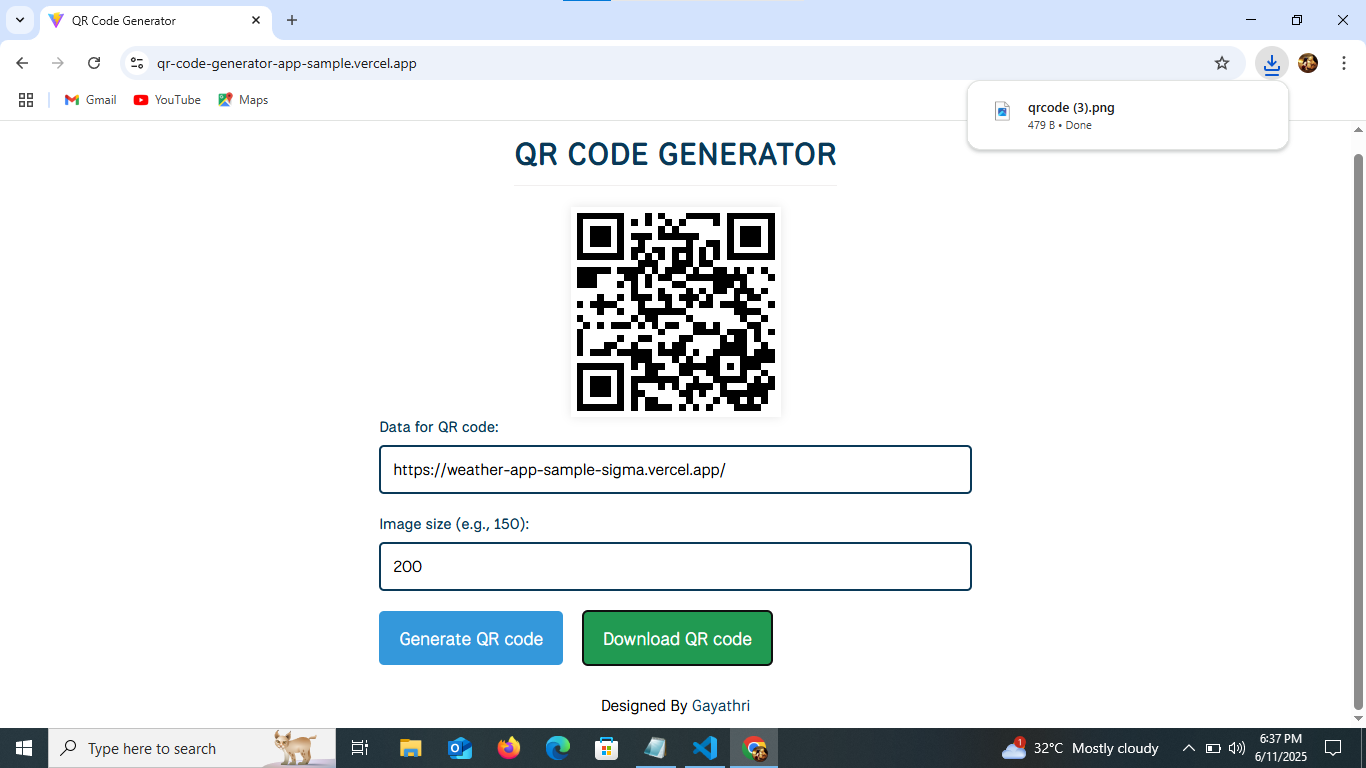 QR Code Generator
qr-code-generator-app-sample.vercel.app
Gmail YouTube Maps
qrcode (3).png
479 B • Done
QR CODE GENERATOR
Data for QR code:
https://weather-app-sample-sigma.vercel.app/
Image size (e.g., 150):
200
Generate QR code Download QR code
Designed By Gayathri
Type here to search
1
32°C Mostly cloudy
6:37 PM
6/11/2025